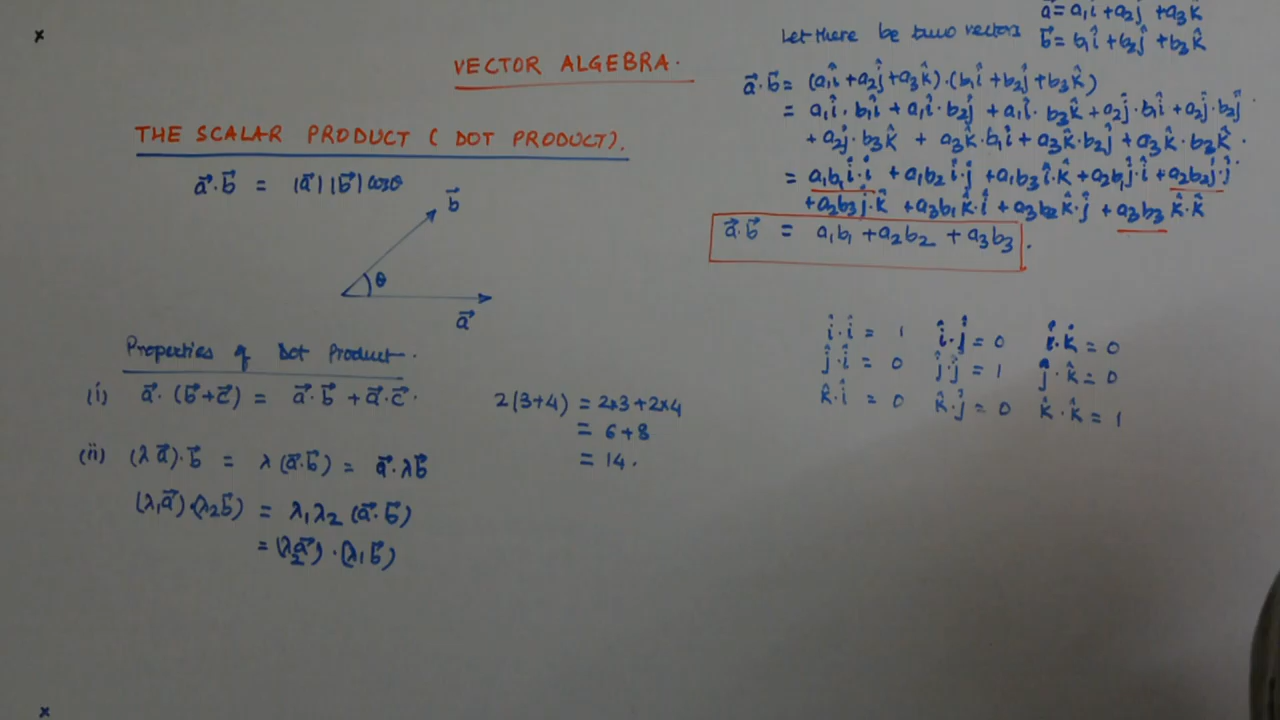 VECTOR ALGEBRA.
THE SCALAR PRODUCT ( DOT PRODUCT).
a⃗.b⃗ = |a⃗| |b⃗| cosθ
b⃗
θ
a⃗
Properties of Dot Product.
(i) a⃗. (b⃗+c⃗) = a⃗.b⃗ + a⃗.c⃗.
(ii) (λa⃗).b⃗ = λ(a⃗.b⃗) = a⃗.λb⃗
(λ₁a⃗).(λ₂b⃗) = λ₁λ₂ (a⃗.b⃗)
= (λ₂a⃗).(λ₁b⃗)
2(3+4) = 2×3+2×4
= 6+8
= 14.
a⃗ = a₁î +a₂ĵ +a₃k̂
Let there be two vectors b⃗ = b₁î +b₂ĵ +b₃k̂
a⃗.b⃗ = (a₁î +a₂ĵ+a₃k̂).(b₁î+b₂ĵ+b₃k̂)
= a₁î.b₁î + a₁î.b₂ĵ + a₁î.b₃k̂ + a₂ĵ.b₁î + a₂ĵ.b₂ĵ
+ a₂ĵ.b₃k̂ + a₃k̂.b₁î + a₃k̂.b₂ĵ + a₃k̂.b₃k̂.
= a₁b₁î.î + a₁b₂î.ĵ + a₁b₃î.k̂ + a₂b₁ĵ.î + a₂b₂ĵ.ĵ
+a₂b₃ĵ.k̂ +a₃b₁k̂.î + a₃b₂k̂.ĵ + a₃b₃k̂.k̂
a⃗.b⃗ = a₁b₁ +a₂b₂ + a₃b₃.
î.î = 1 î.ĵ = 0 î.k̂ = 0
ĵ.î = 0 ĵ.ĵ = 1 ĵ.k̂ = 0
k̂.î = 0 k̂.ĵ = 0 k̂.k̂ = 1